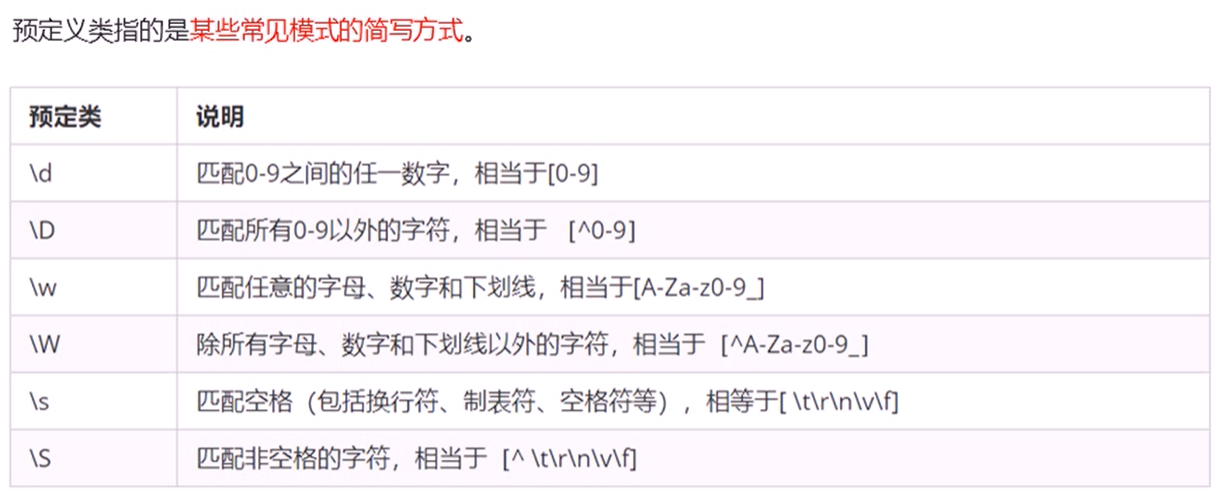 预定义类指的是某些常见模式的简写方式。
预定类 说明
\d 匹配0-9之间的任一数字，相当于[0-9]
\D 匹配所有0-9以外的字符，相当于 [^0-9]
\w 匹配任意的字母、数字和下划线，相当于[A-Za-z0-9_]
\W 除所有字母、数字和下划线以外的字符，相当于 [^A-Za-z0-9_]
\s 匹配空格（包括换行符、制表符、空格符等），相等于[ \t\r\n\v\f]
\S 匹配非空格的字符，相当于 [^ \t\r\n\v\f]